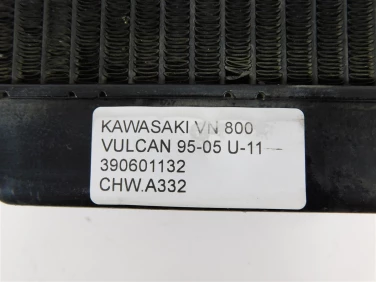 KAWASAKI VN 800
VULCAN 95-05 U-11
390601132
CHW.A332